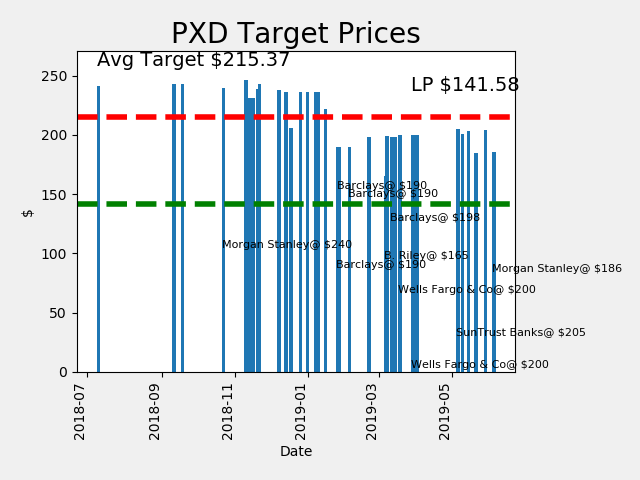 PXD Target Prices
Avg Target $215.37
LP $141.58
250
200
150
100
50
0
$
Barclays@ $190
Barclays@ $190
Barclays@ $198
Morgan Stanley@ $240
B. Riley@ $165
Barclays@ $190
Morgan Stanley@ $186
Wells Fargo & Co@ $200
SunTrust Banks@ $205
Wells Fargo & Co@ $200
2018-07
2018-09
2018-11
2019-01
2019-03
2019-05
Date